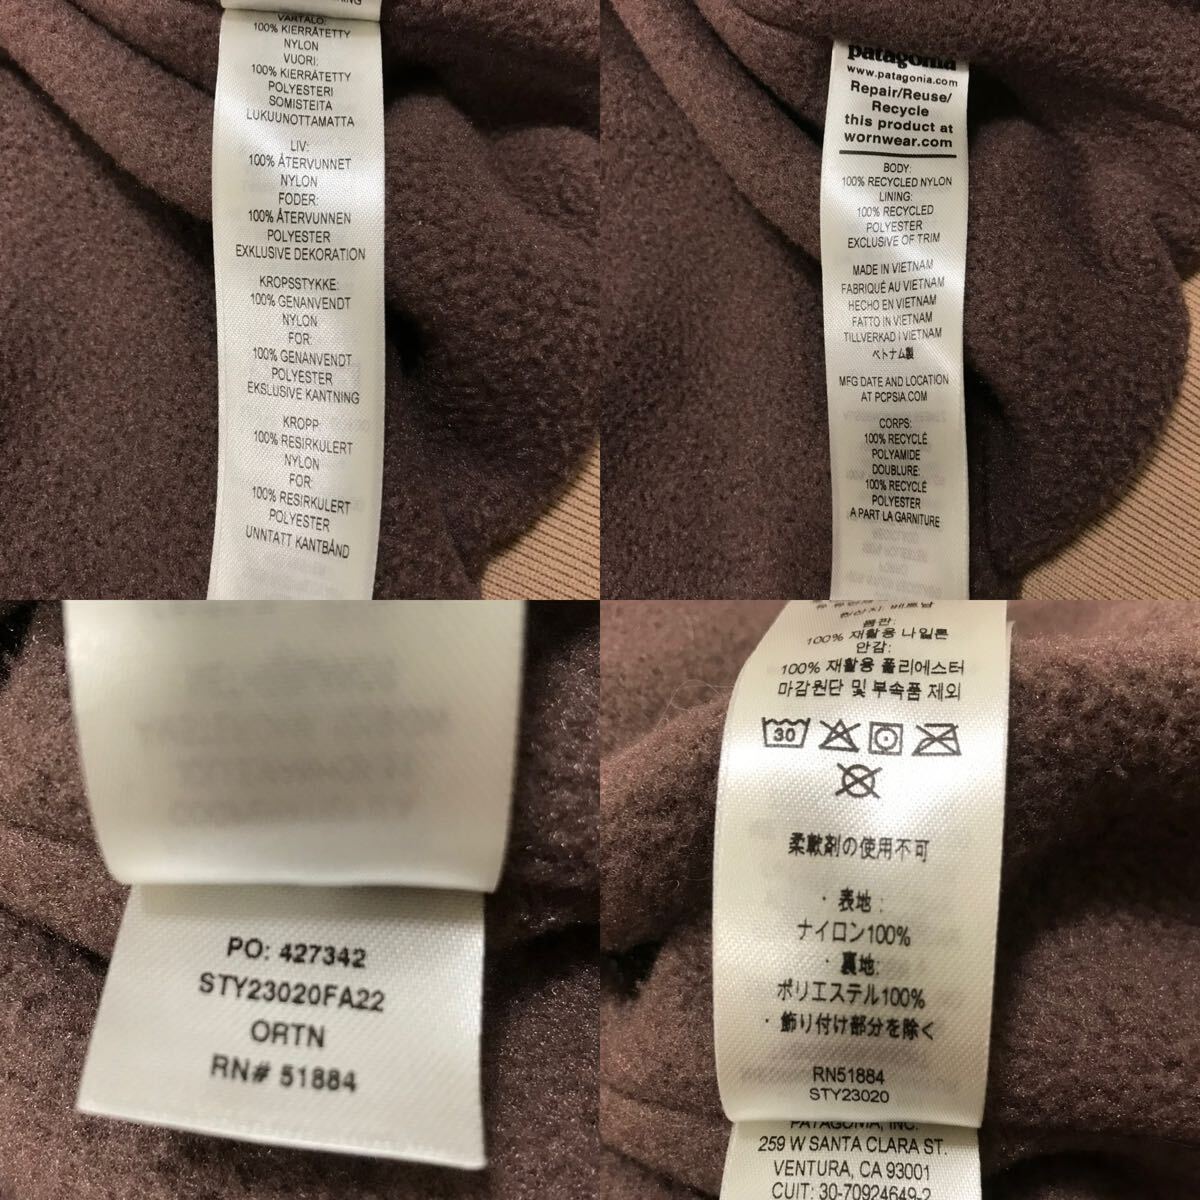 VARTALO:
100% KIERRÄTETTY
NYLON
VUORI:
100% KIERRÄTETTY
POLYESTERI
SOMISTEITA
LUKUUNOTTAMATTA
LIV:
100% ÅTERVUNNET
NYLON
FODER:
100% ÅTERVUNNEN
POLYESTER
EXKLUSIVE DEKORATION
KROPSSTYKKE:
100% GENANVENDT
NYLON
FOR:
100% GENANVENDT
POLYESTER
EKSLUSIVE KANTNING
KROPP
100% RESIRKULERT
NYLON
FOR:
100% RESIRKULERT
POLYESTER
UNNTATT KANTBÅND
patagonia
www.patagonia.com
Repair/Reuse/
Recycle
this product at
wornwear.com
BODY:
100% RECYCLED NYLON
LINING:
100% RECYCLED
POLYESTER
EXCLUSIVE OF TRIM
MADE IN VIETNAM
FABRIQUÉ AU VIETNAM
HECHO EN VIETNAM
FATTO IN VIETNAM
TILLVERKAD I VIETNAM
ベトナム製
MFG DATE AND LOCATION
AT PCPSIA.COM
CORPS:
100% RECYCLÉ
POLYAMIDE
DOUBLURE:
100% RECYCLÉ
POLYESTER
A PART LA GARNITURE
PO: 427342
STY23020FA22
ORTN
RN# 51884
원산지: 베트남
몸판:
100% 재활용 나일론
안감:
100% 재활용 폴리에스터
마감원단 및 부속품 제외
30
柔軟剤の使用不可
・表地:
ナイロン100%
・裏地:
ポリエステル100%
・飾り付け部分を除く
RN51884
STY23020
PATAGONIA, INC.
259 W SANTA CLARA ST.
VENTURA, CA 93001
CUIT: 30-70924649-2